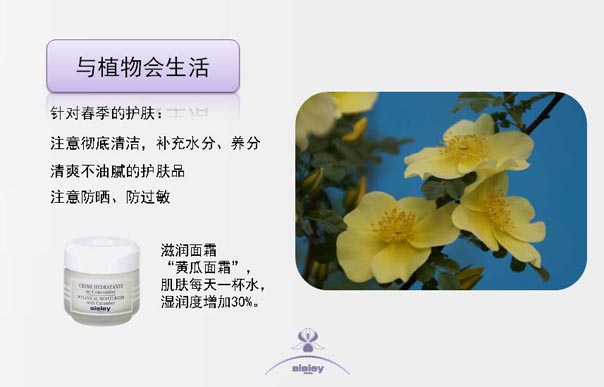 与植物会生活
针对春季的护肤：
注意彻底清洁，补充水分、养分
清爽不油腻的护肤品
注意防晒、防过敏
滋润面霜
“黄瓜面霜”，
肌肤每天一杯水，
湿润度增加30%。
CRÈME HYDRATANTE
au Concombre
BOTANICAL MOISTURIZER
with Cucumber
sisley
sisley